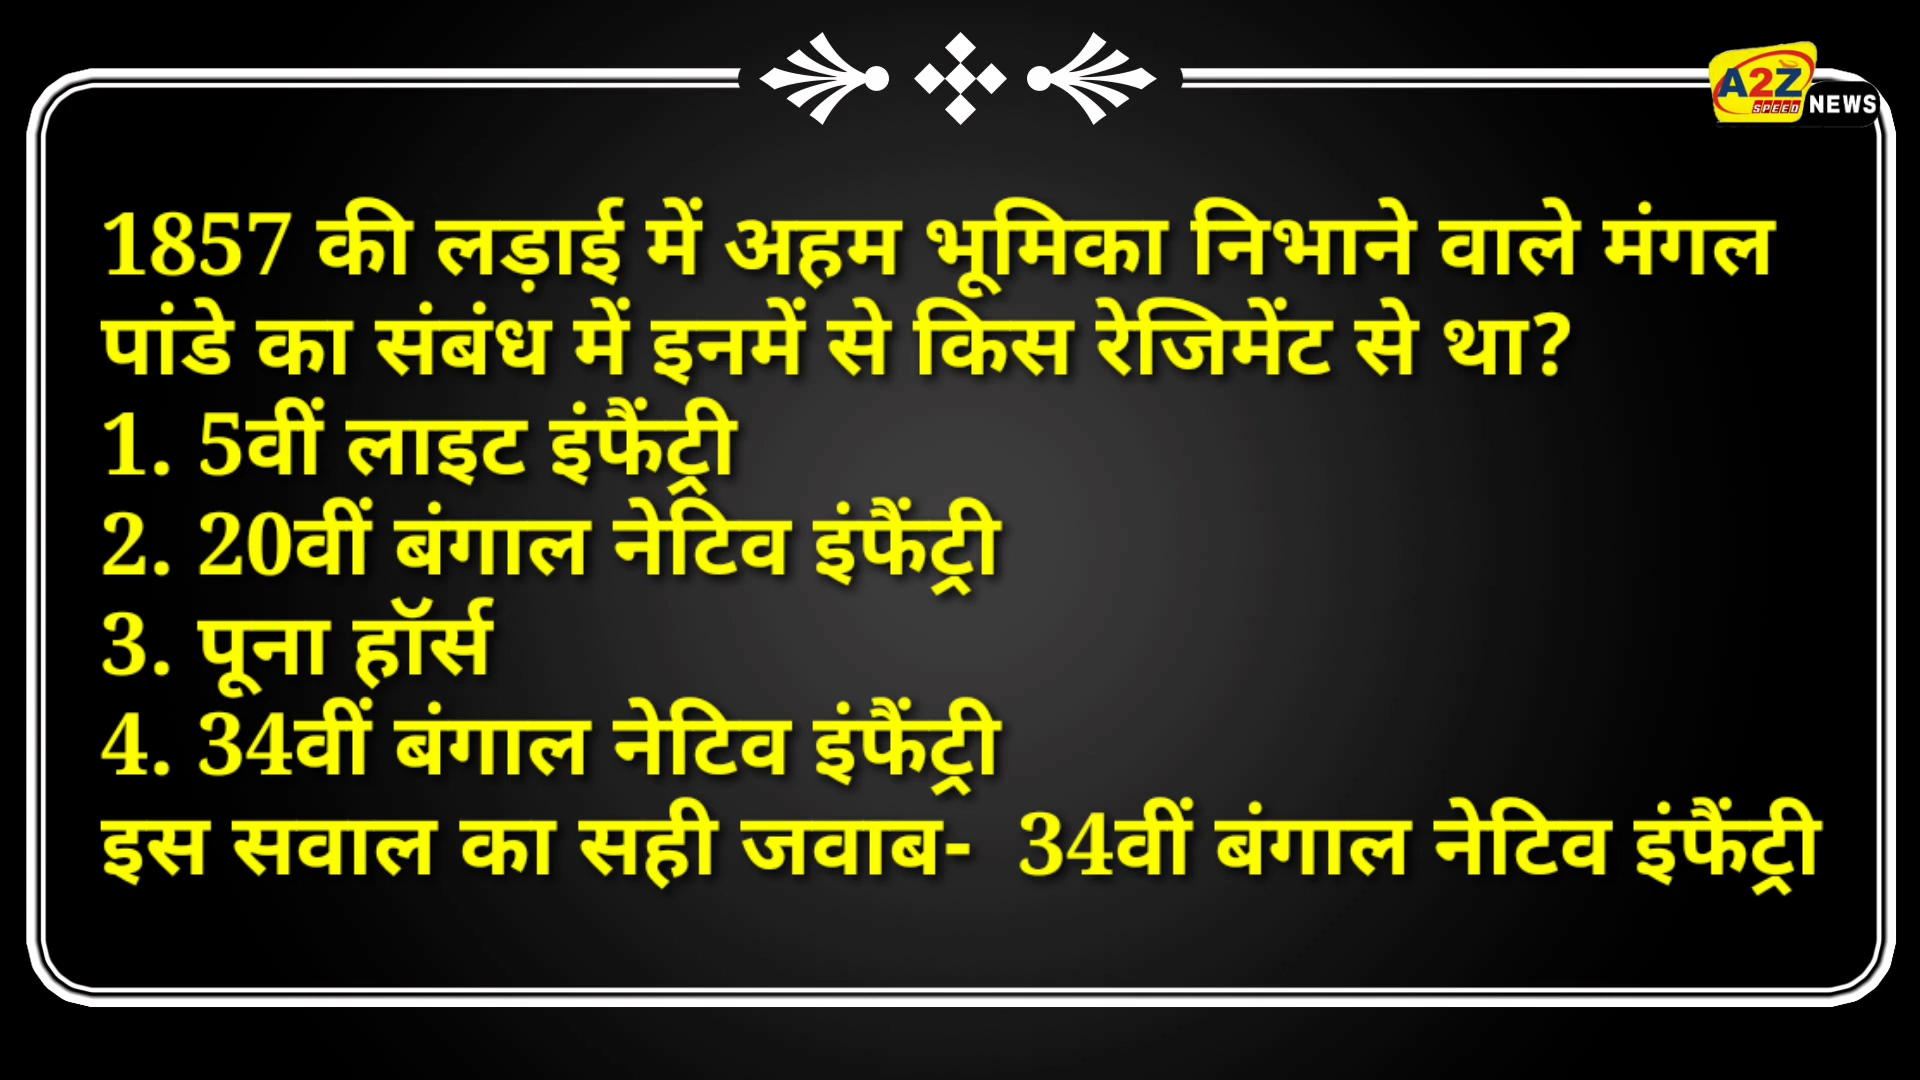 A2Z
SPEED
NEWS
1857 की लड़ाई में अहम भूमिका निभाने वाले मंगल
पांडे का संबंध में इनमें से किस रेजिमेंट से था?
1. 5वीं लाइट इंफैंट्री
2. 20वीं बंगाल नेटिव इंफैंट्री
3. पूना हॉर्स
4. 34वीं बंगाल नेटिव इंफैंट्री
इस सवाल का सही जवाब- 34वीं बंगाल नेटिव इंफैंट्री